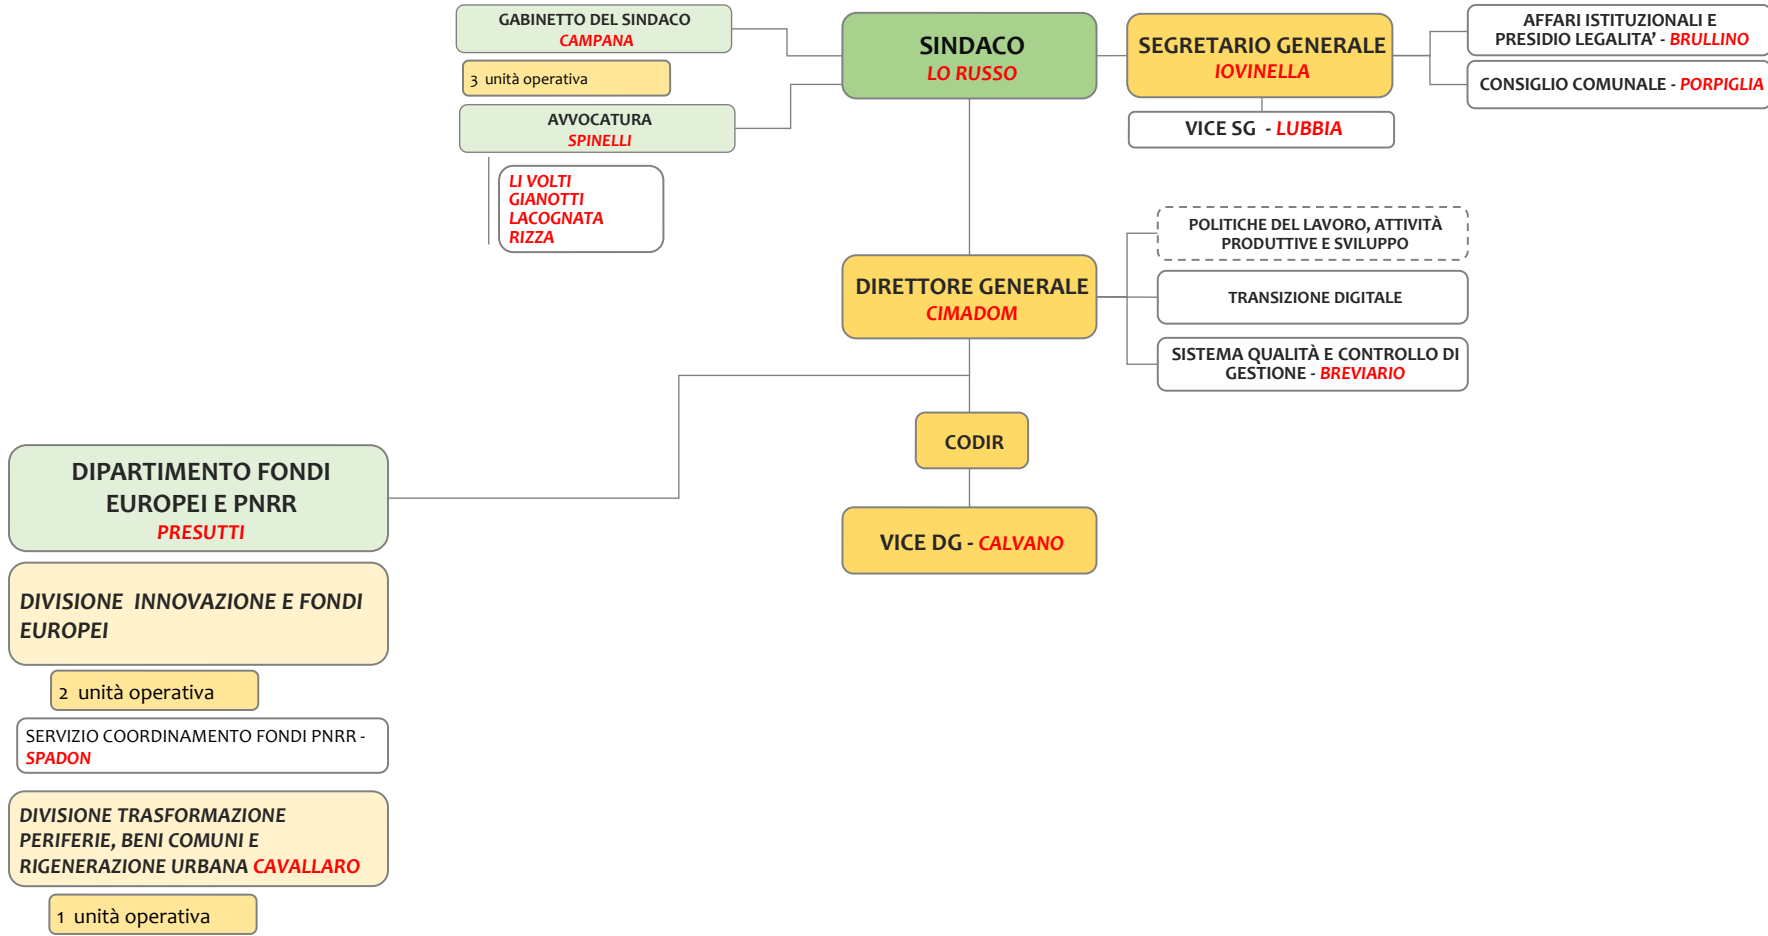 GABINETTO DEL SINDACO
CAMPANA
3 unità operativa
AVVOCATURA
SPINELLI
LI VOLTI
GIANOTTI
LACOGNATA
RIZZA
SINDACO
LO RUSSO
SEGRETARIO GENERALE
IOVINELLA
VICE SG - LUBBIA
AFFARI ISTITUZIONALI E
PRESIDIO LEGALITA’ - BRULLINO
CONSIGLIO COMUNALE - PORPIGLIA
DIRETTORE GENERALE
CIMADOM
POLITICHE DEL LAVORO, ATTIVITÀ
PRODUTTIVE E SVILUPPO
TRANSIZIONE DIGITALE
SISTEMA QUALITÀ E CONTROLLO DI
GESTIONE - BREVIARIO
CODIR
VICE DG - CALVANO
DIPARTIMENTO FONDI
EUROPEI E PNRR
PRESUTTI
DIVISIONE INNOVAZIONE E FONDI
EUROPEI
2 unità operativa
SERVIZIO COORDINAMENTO FONDI PNRR -
SPADON
DIVISIONE TRASFORMAZIONE
PERIFERIE, BENI COMUNI E
RIGENERAZIONE URBANA CAVALLARO
1 unità operativa